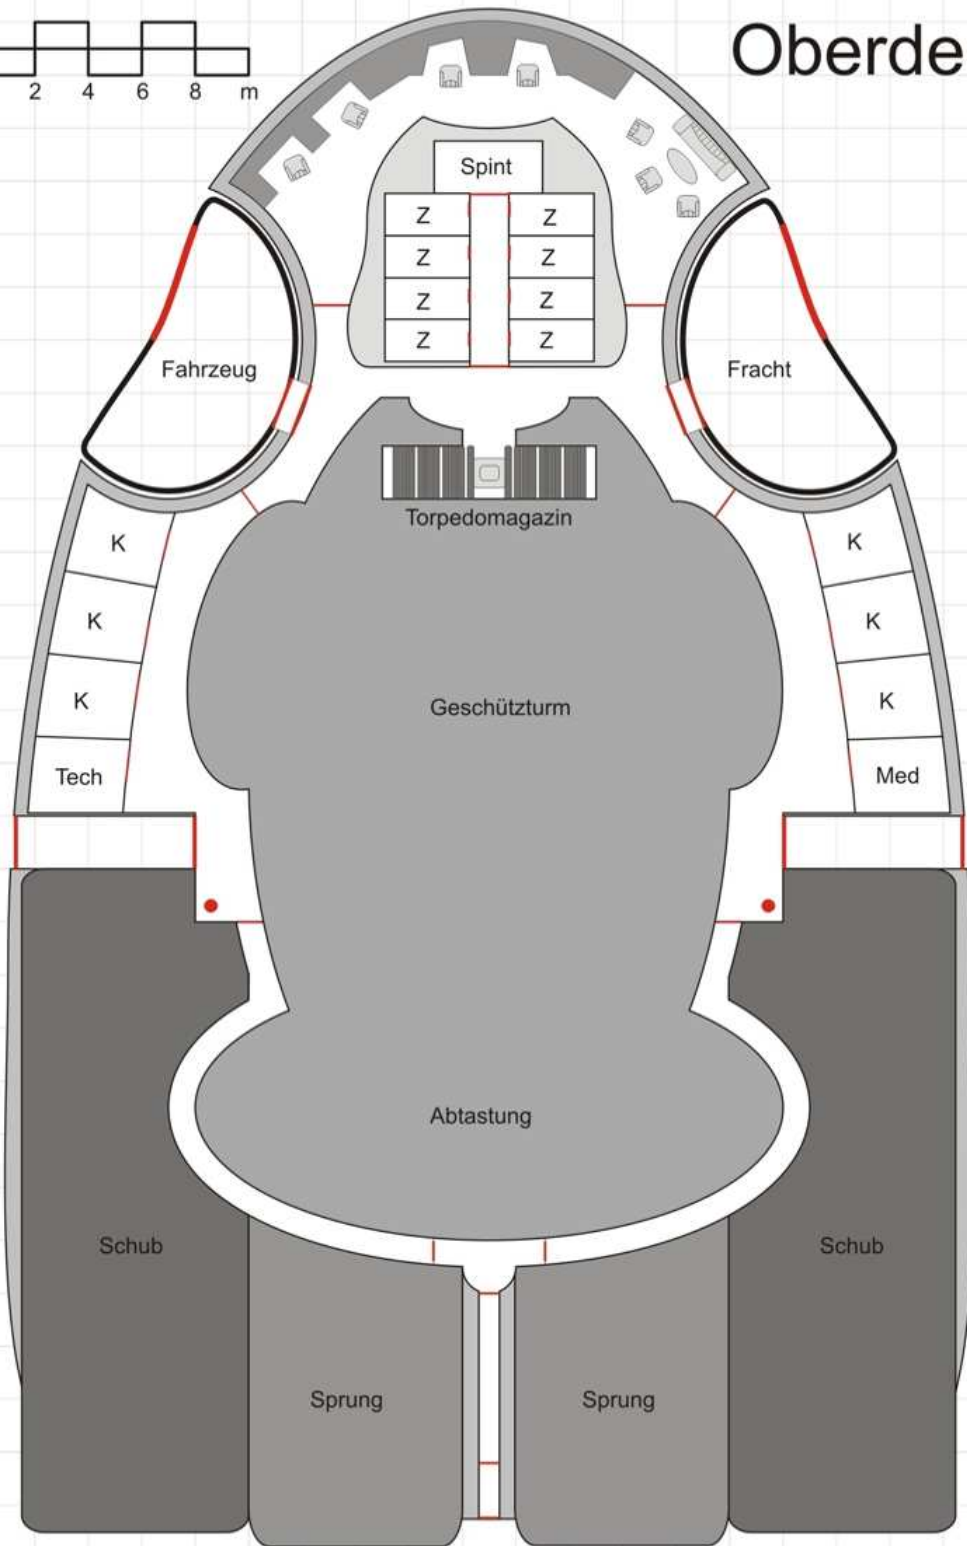 Oberde
2 4 6 8 m
Spint
Z Z
Z Z
Z Z
Z Z
Fahrzeug Fracht
Torpedomagazin
K K
K K
Geschützturm
K K
Tech Med
Abtastung
Schub Schub
Sprung Sprung